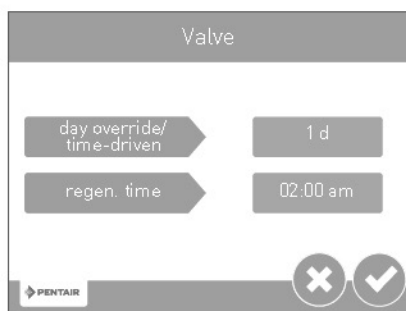 Valve
day override/
time-driven
1 d
regen. time
02:00 am
PENTAIR